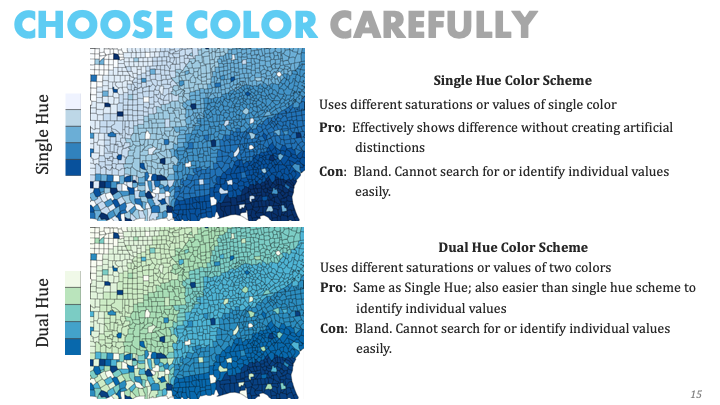 CHOOSE COLOR CAREFULLY
Single Hue
Single Hue Color Scheme
Uses different saturations or values of single color
Pro: Effectively shows difference without creating artificial
distinctions
Con: Bland. Cannot search for or identify individual values
easily.
Dual Hue
Dual Hue Color Scheme
Uses different saturations or values of two colors
Pro: Same as Single Hue; also easier than single hue scheme to
identify individual values
Con: Bland. Cannot search for or identify individual values
easily.
15